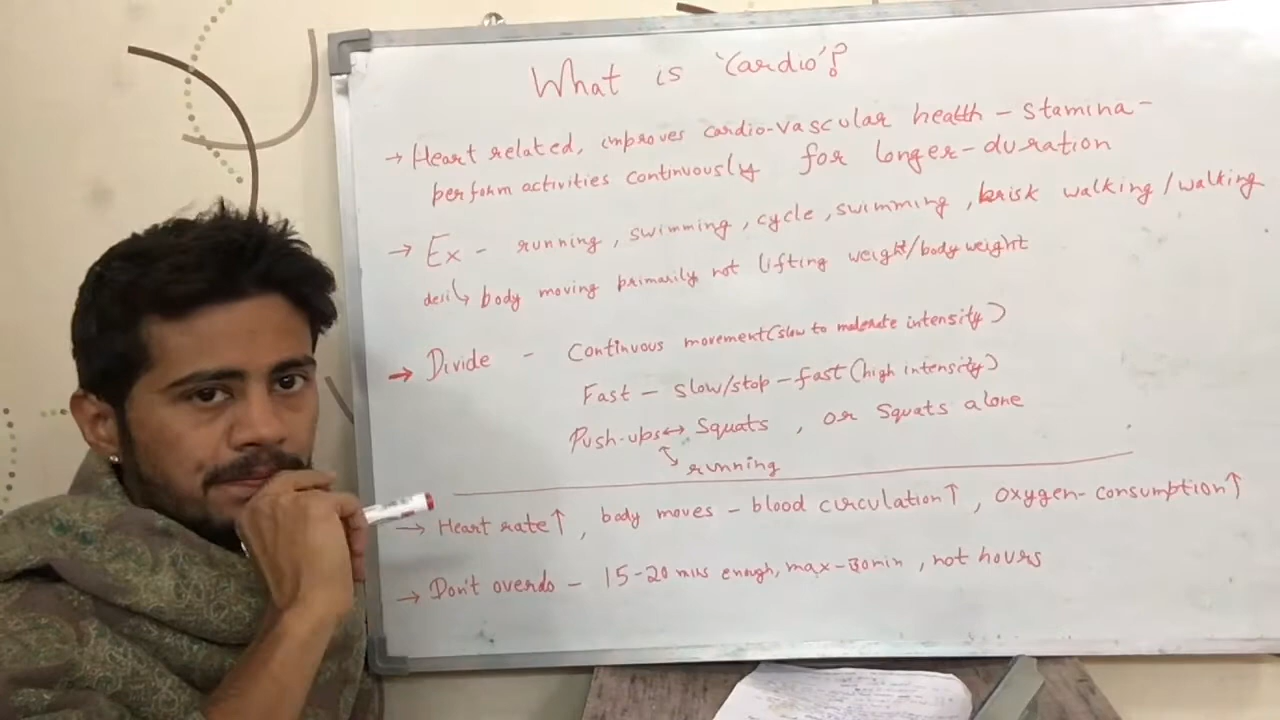 What is 'Cardio'?
→ Heart related, improves cardio-vascular health - stamina -
perform activities continuously for longer-duration
→ Ex - running, swimming, cycle, swimming, brisk walking/walking
body moving primarily not lifting weight/body weight
→ Divide - Continuous movement (slow to moderate intensity)
Fast - slow/stop - fast (high intensity)
Push-ups ↔ Squats, or Squats alone
running
→ Heart rate ↑, body moves - blood circulation ↑, oxygen-consumption ↑
→ Don't overdo - 15-20 mins enough, max-30min, not hours